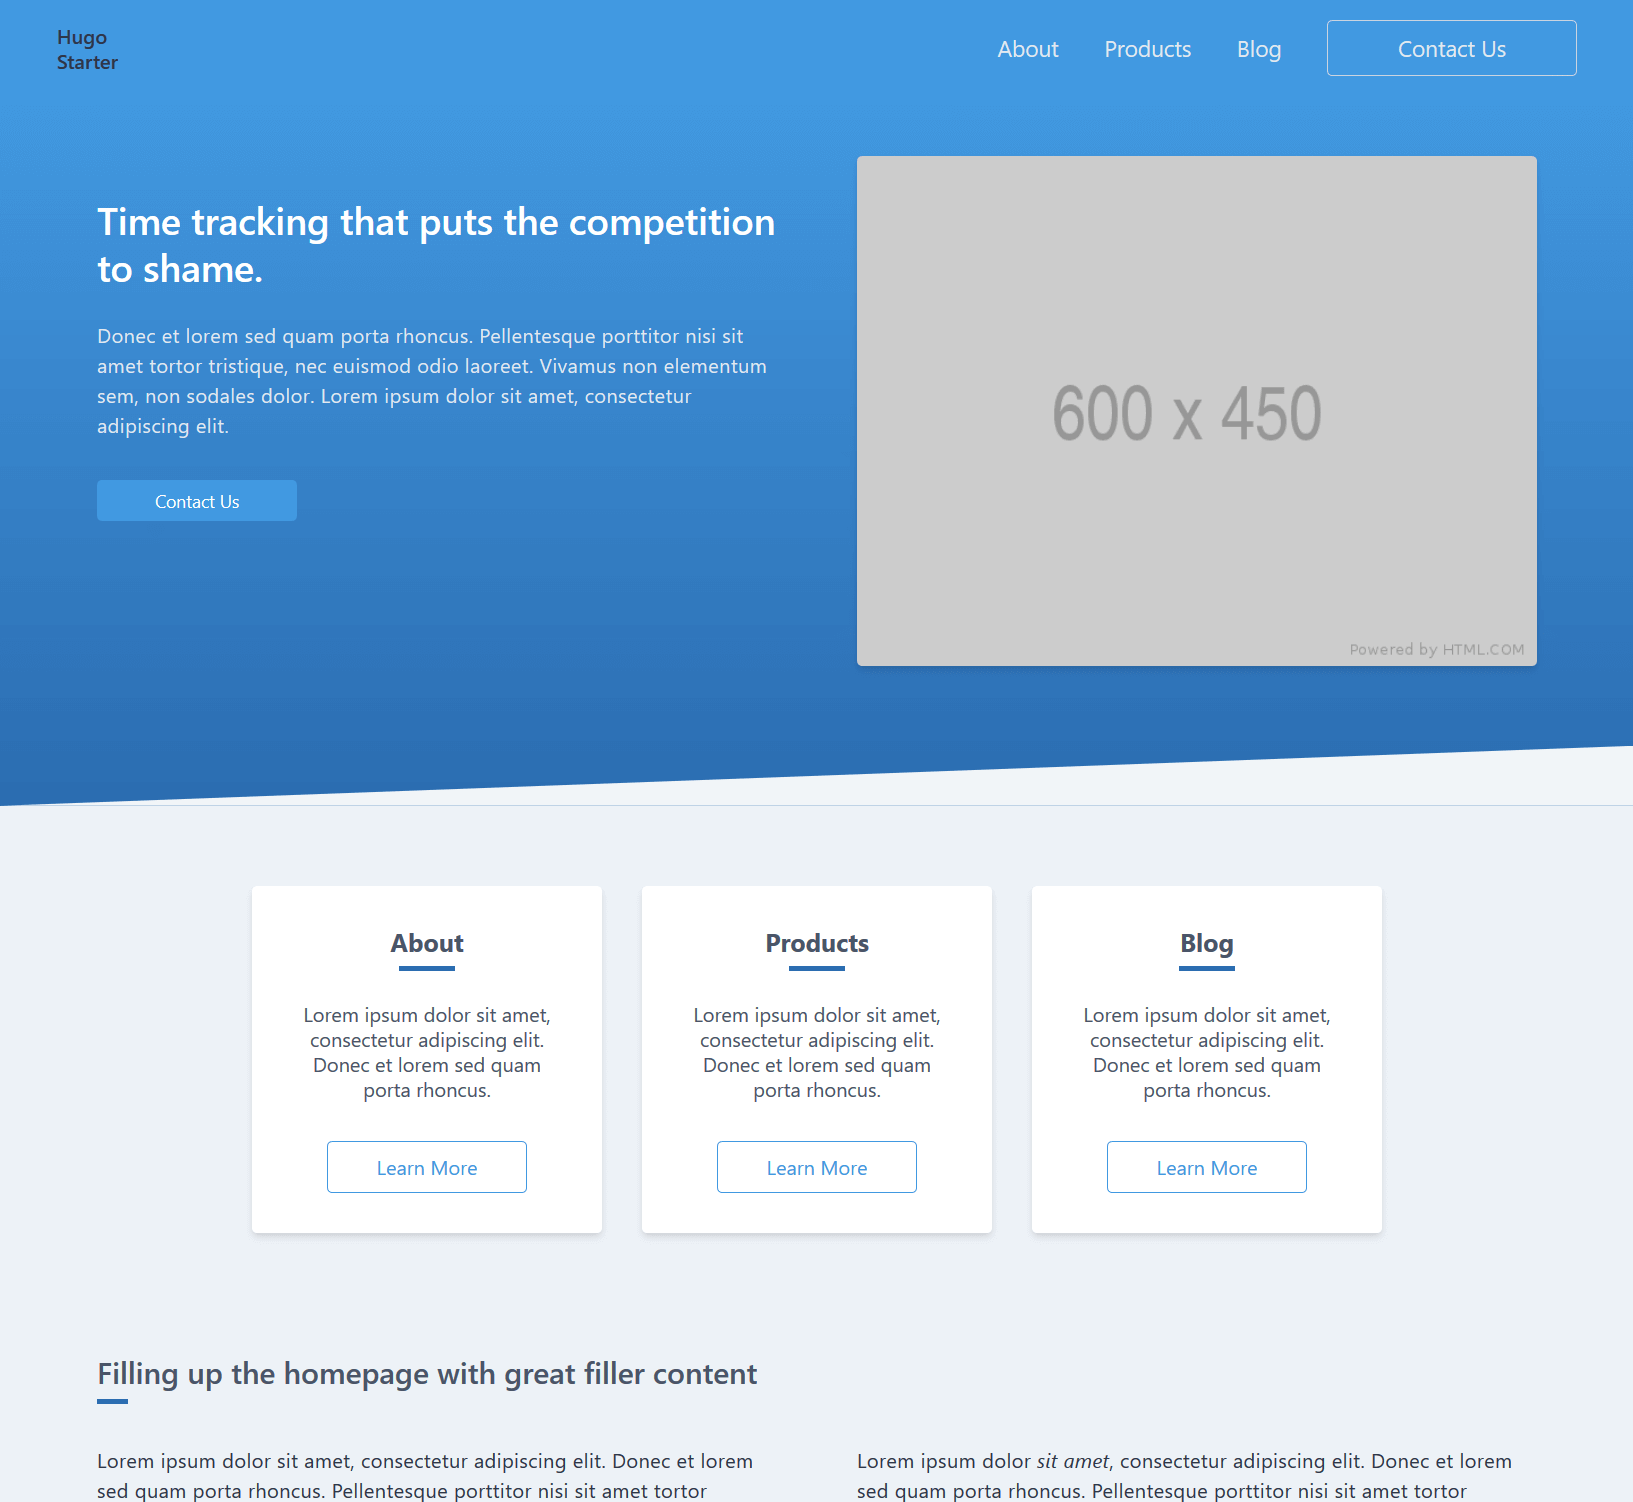 Hugo
Starter
About
Products
Blog
Contact Us
Time tracking that puts the competition
to shame.
Donec et lorem sed quam porta rhoncus. Pellentesque porttitor nisi sit
amet tortor tristique, nec euismod odio laoreet. Vivamus non elementum
sem, non sodales dolor. Lorem ipsum dolor sit amet, consectetur
adipiscing elit.
Contact Us
600 x 450
Powered by HTML.COM
About
Lorem ipsum dolor sit amet,
consectetur adipiscing elit.
Donec et lorem sed quam
porta rhoncus.
Learn More
Products
Lorem ipsum dolor sit amet,
consectetur adipiscing elit.
Donec et lorem sed quam
porta rhoncus.
Learn More
Blog
Lorem ipsum dolor sit amet,
consectetur adipiscing elit.
Donec et lorem sed quam
porta rhoncus.
Learn More
Filling up the homepage with great filler content
Lorem ipsum dolor sit amet, consectetur adipiscing elit. Donec et lorem
sed quam porta rhoncus. Pellentesque porttitor nisi sit amet tortor
Lorem ipsum dolor sit amet, consectetur adipiscing elit. Donec et lorem
sed quam porta rhoncus. Pellentesque porttitor nisi sit amet tortor